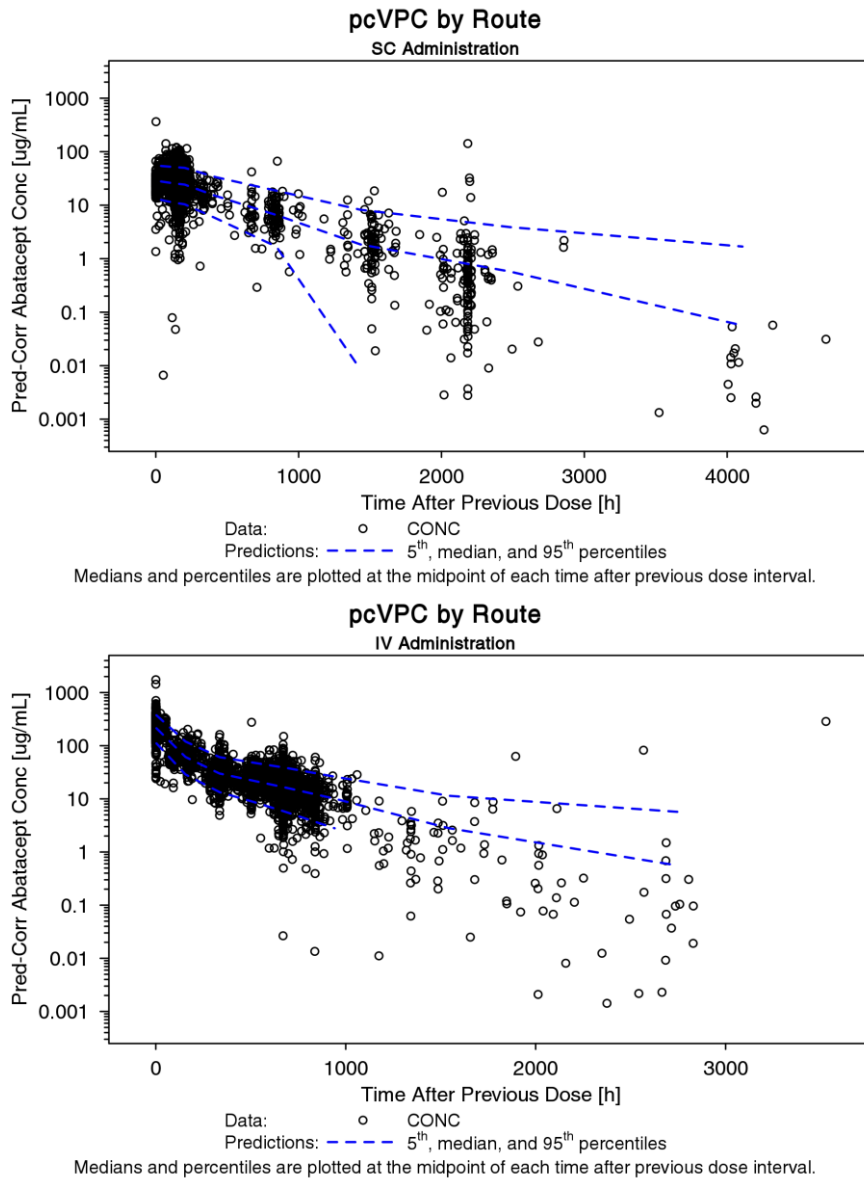 pcVPC by Route
SC Administration
Pred-Corr Abatacept Conc [ug/mL]
1000
100
10
1
0.1
0.01
0.001
0 1000 2000 3000 4000
Time After Previous Dose [h]
Data: CONC
Predictions: 5th, median, and 95th percentiles
Medians and percentiles are plotted at the midpoint of each time after previous dose interval.
pcVPC by Route
IV Administration
Pred-Corr Abatacept Conc [ug/mL]
1000
100
10
1
0.1
0.01
0.001
0 1000 2000 3000
Time After Previous Dose [h]
Data: CONC
Predictions: 5th, median, and 95th percentiles
Medians and percentiles are plotted at the midpoint of each time after previous dose interval.